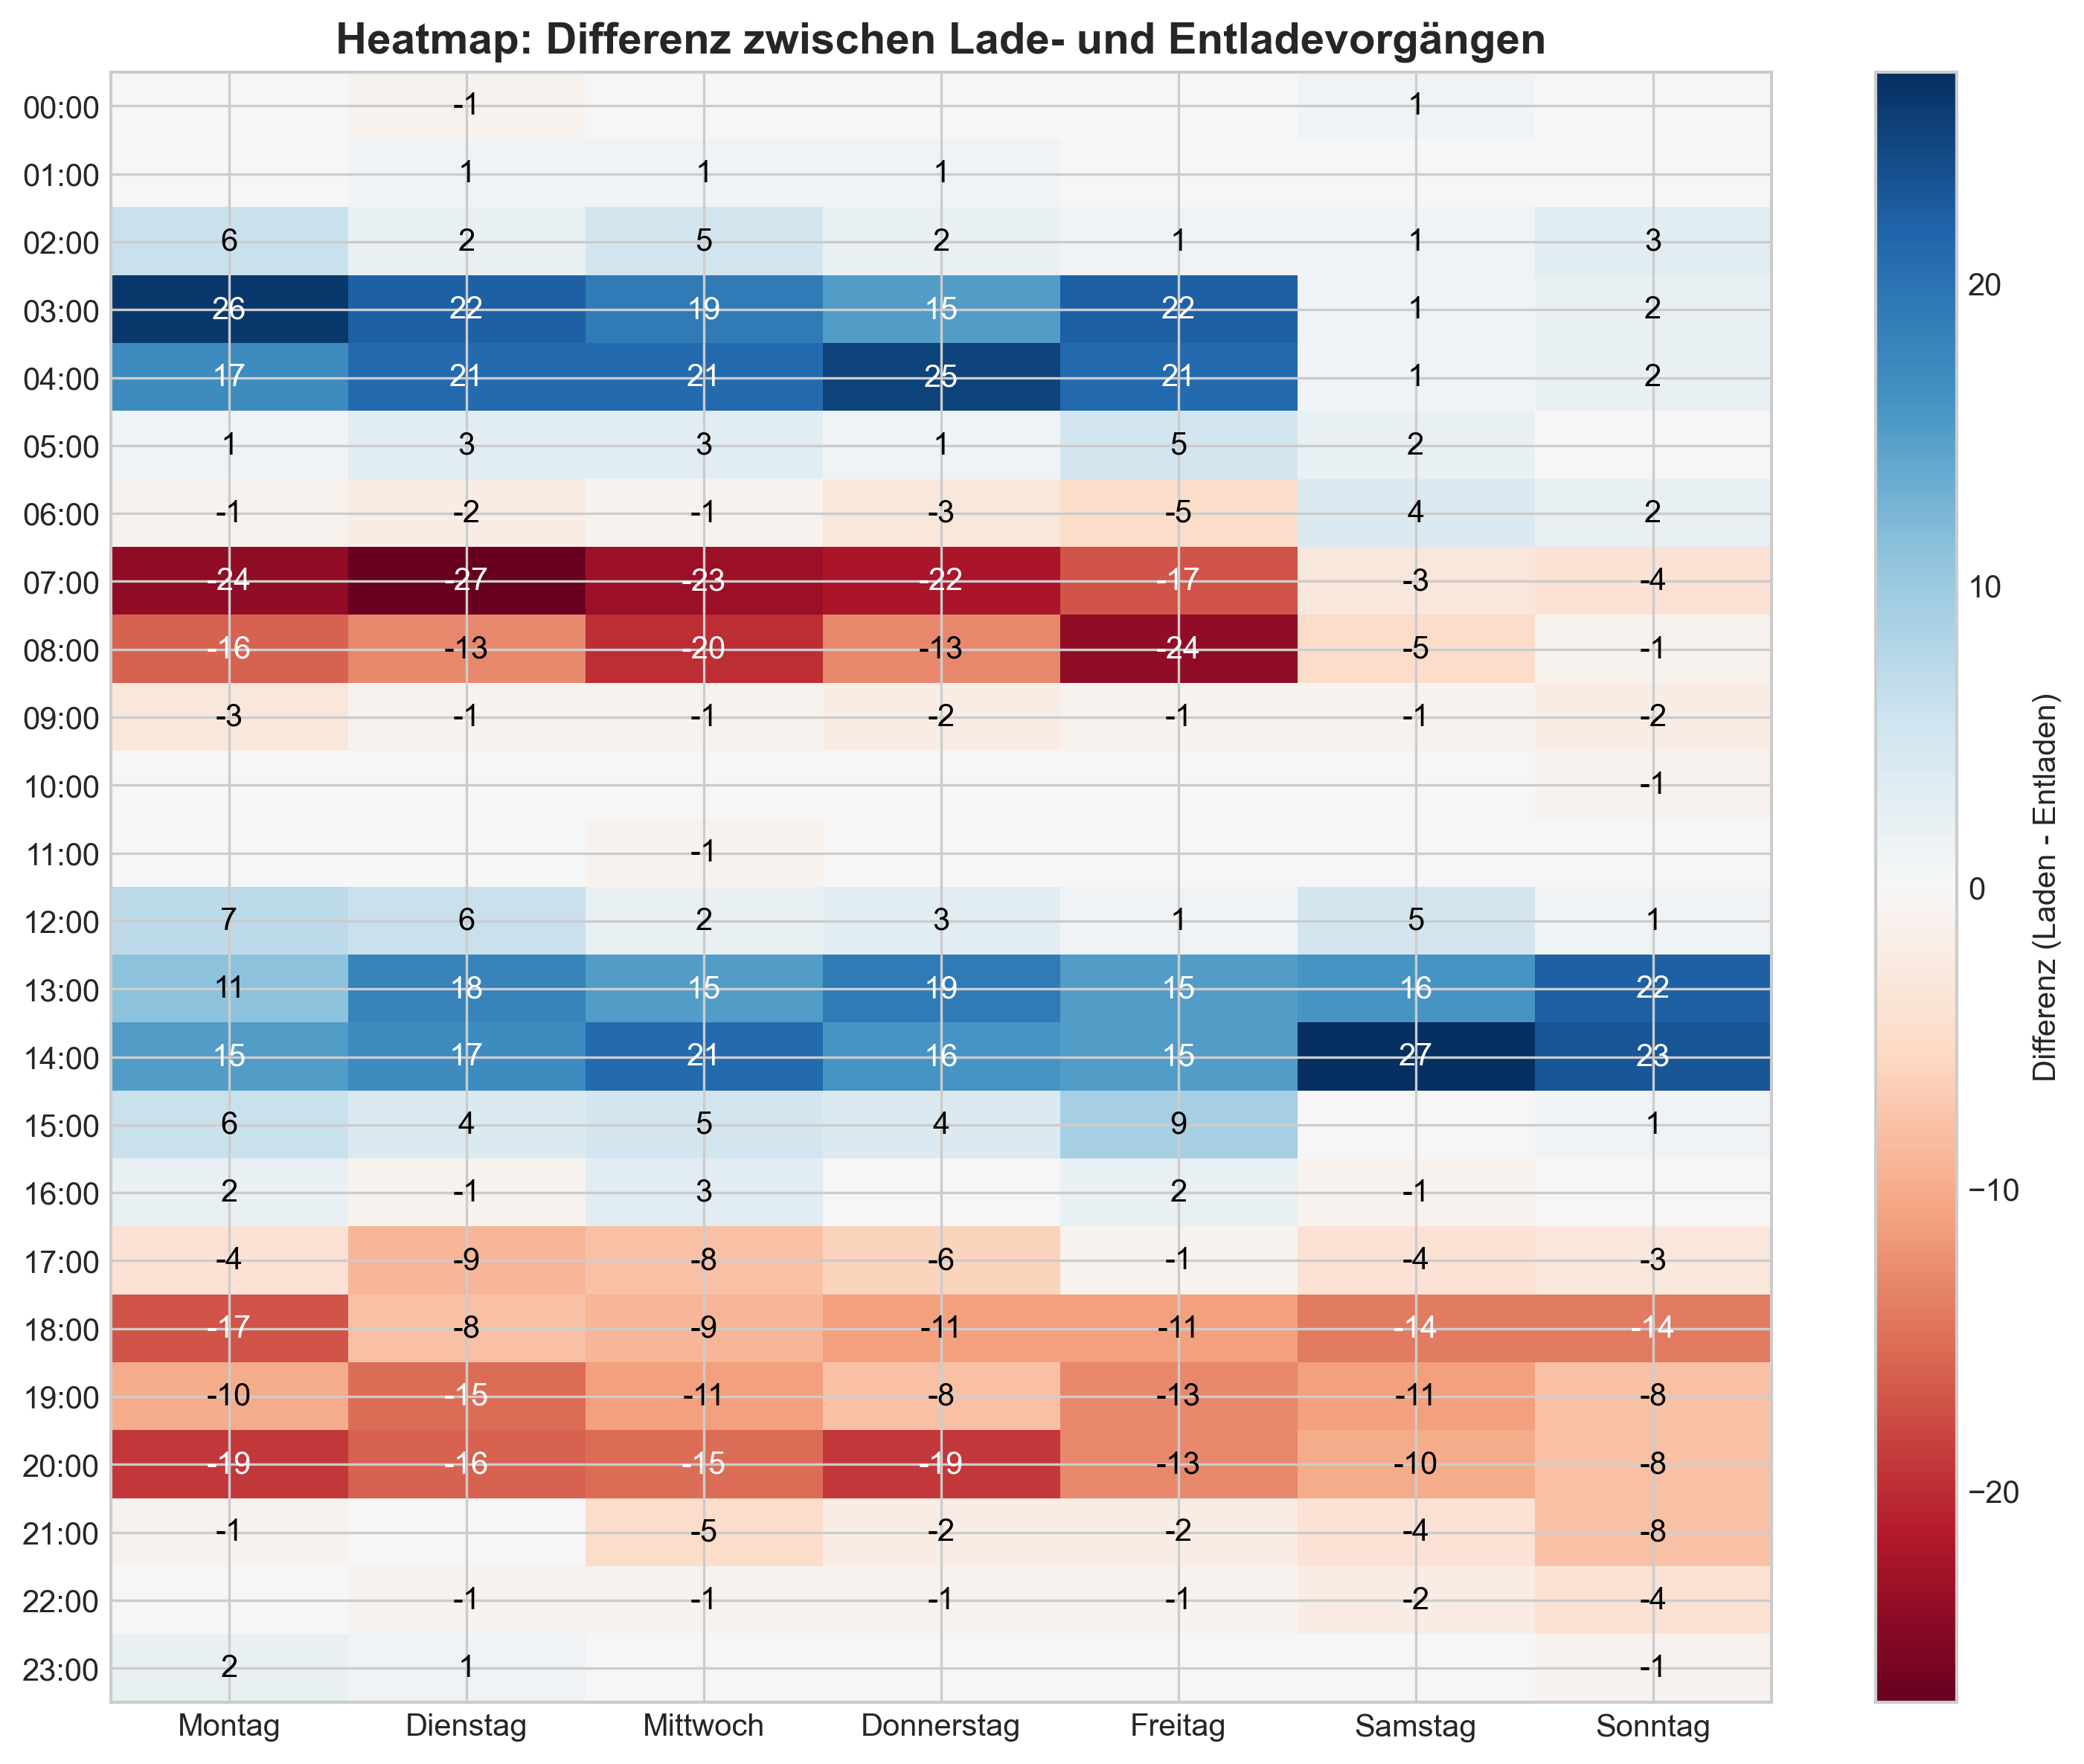 Heatmap: Differenz zwischen Lade- und Entladevorgängen
00:00 -1 1
01:00 1 1 1
02:00 6 2 5 2 1 1 3
03:00 26 22 19 15 22 1 2
04:00 17 21 21 25 21 1 2
05:00 1 3 3 1 5 2
06:00 -1 -2 -1 -3 -5 4 2
07:00 -24 -27 -23 -22 -17 -3 -4
08:00 -16 -13 -20 -13 -24 -5 -1
09:00 -3 -1 -1 -2 -1 -1 -2
10:00 -1
11:00 -1
12:00 7 6 2 3 1 5 1
13:00 11 18 15 19 15 16 22
14:00 15 17 21 16 15 27 23
15:00 6 4 5 4 9 1
16:00 2 -1 3 2 -1
17:00 -4 -9 -8 -6 -1 -4 -3
18:00 -17 -8 -9 -11 -11 -14 -14
19:00 -10 -15 -11 -8 -13 -11 -8
20:00 -19 -16 -15 -19 -13 -10 -8
21:00 -1 -5 -2 -2 -4 -8
22:00 -1 -1 -1 -1 -2 -4
23:00 2 1 -1
Montag Dienstag Mittwoch Donnerstag Freitag Samstag Sonntag
20
10
0
−10
−20
Differenz (Laden - Entladen)